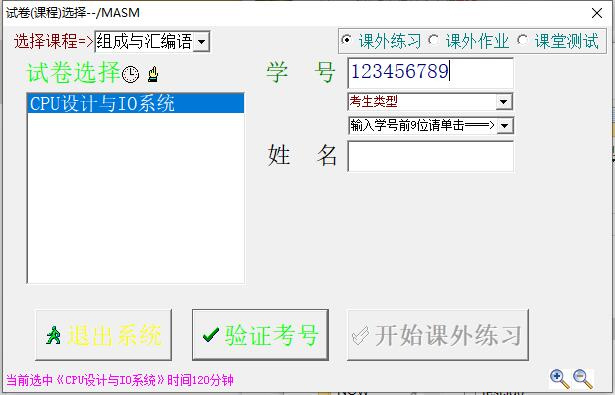 试卷(课程)选择--/MASM
选择课程=> 组成与汇编语 课外练习 课外作业 课堂测试
试卷选择 学 号 123456789
CPU设计与IO系统 考生类型
输入学号前9位请单击===>
姓 名
退出系统 验证考号 开始课外练习
当前选中《CPU设计与IO系统》时间120分钟